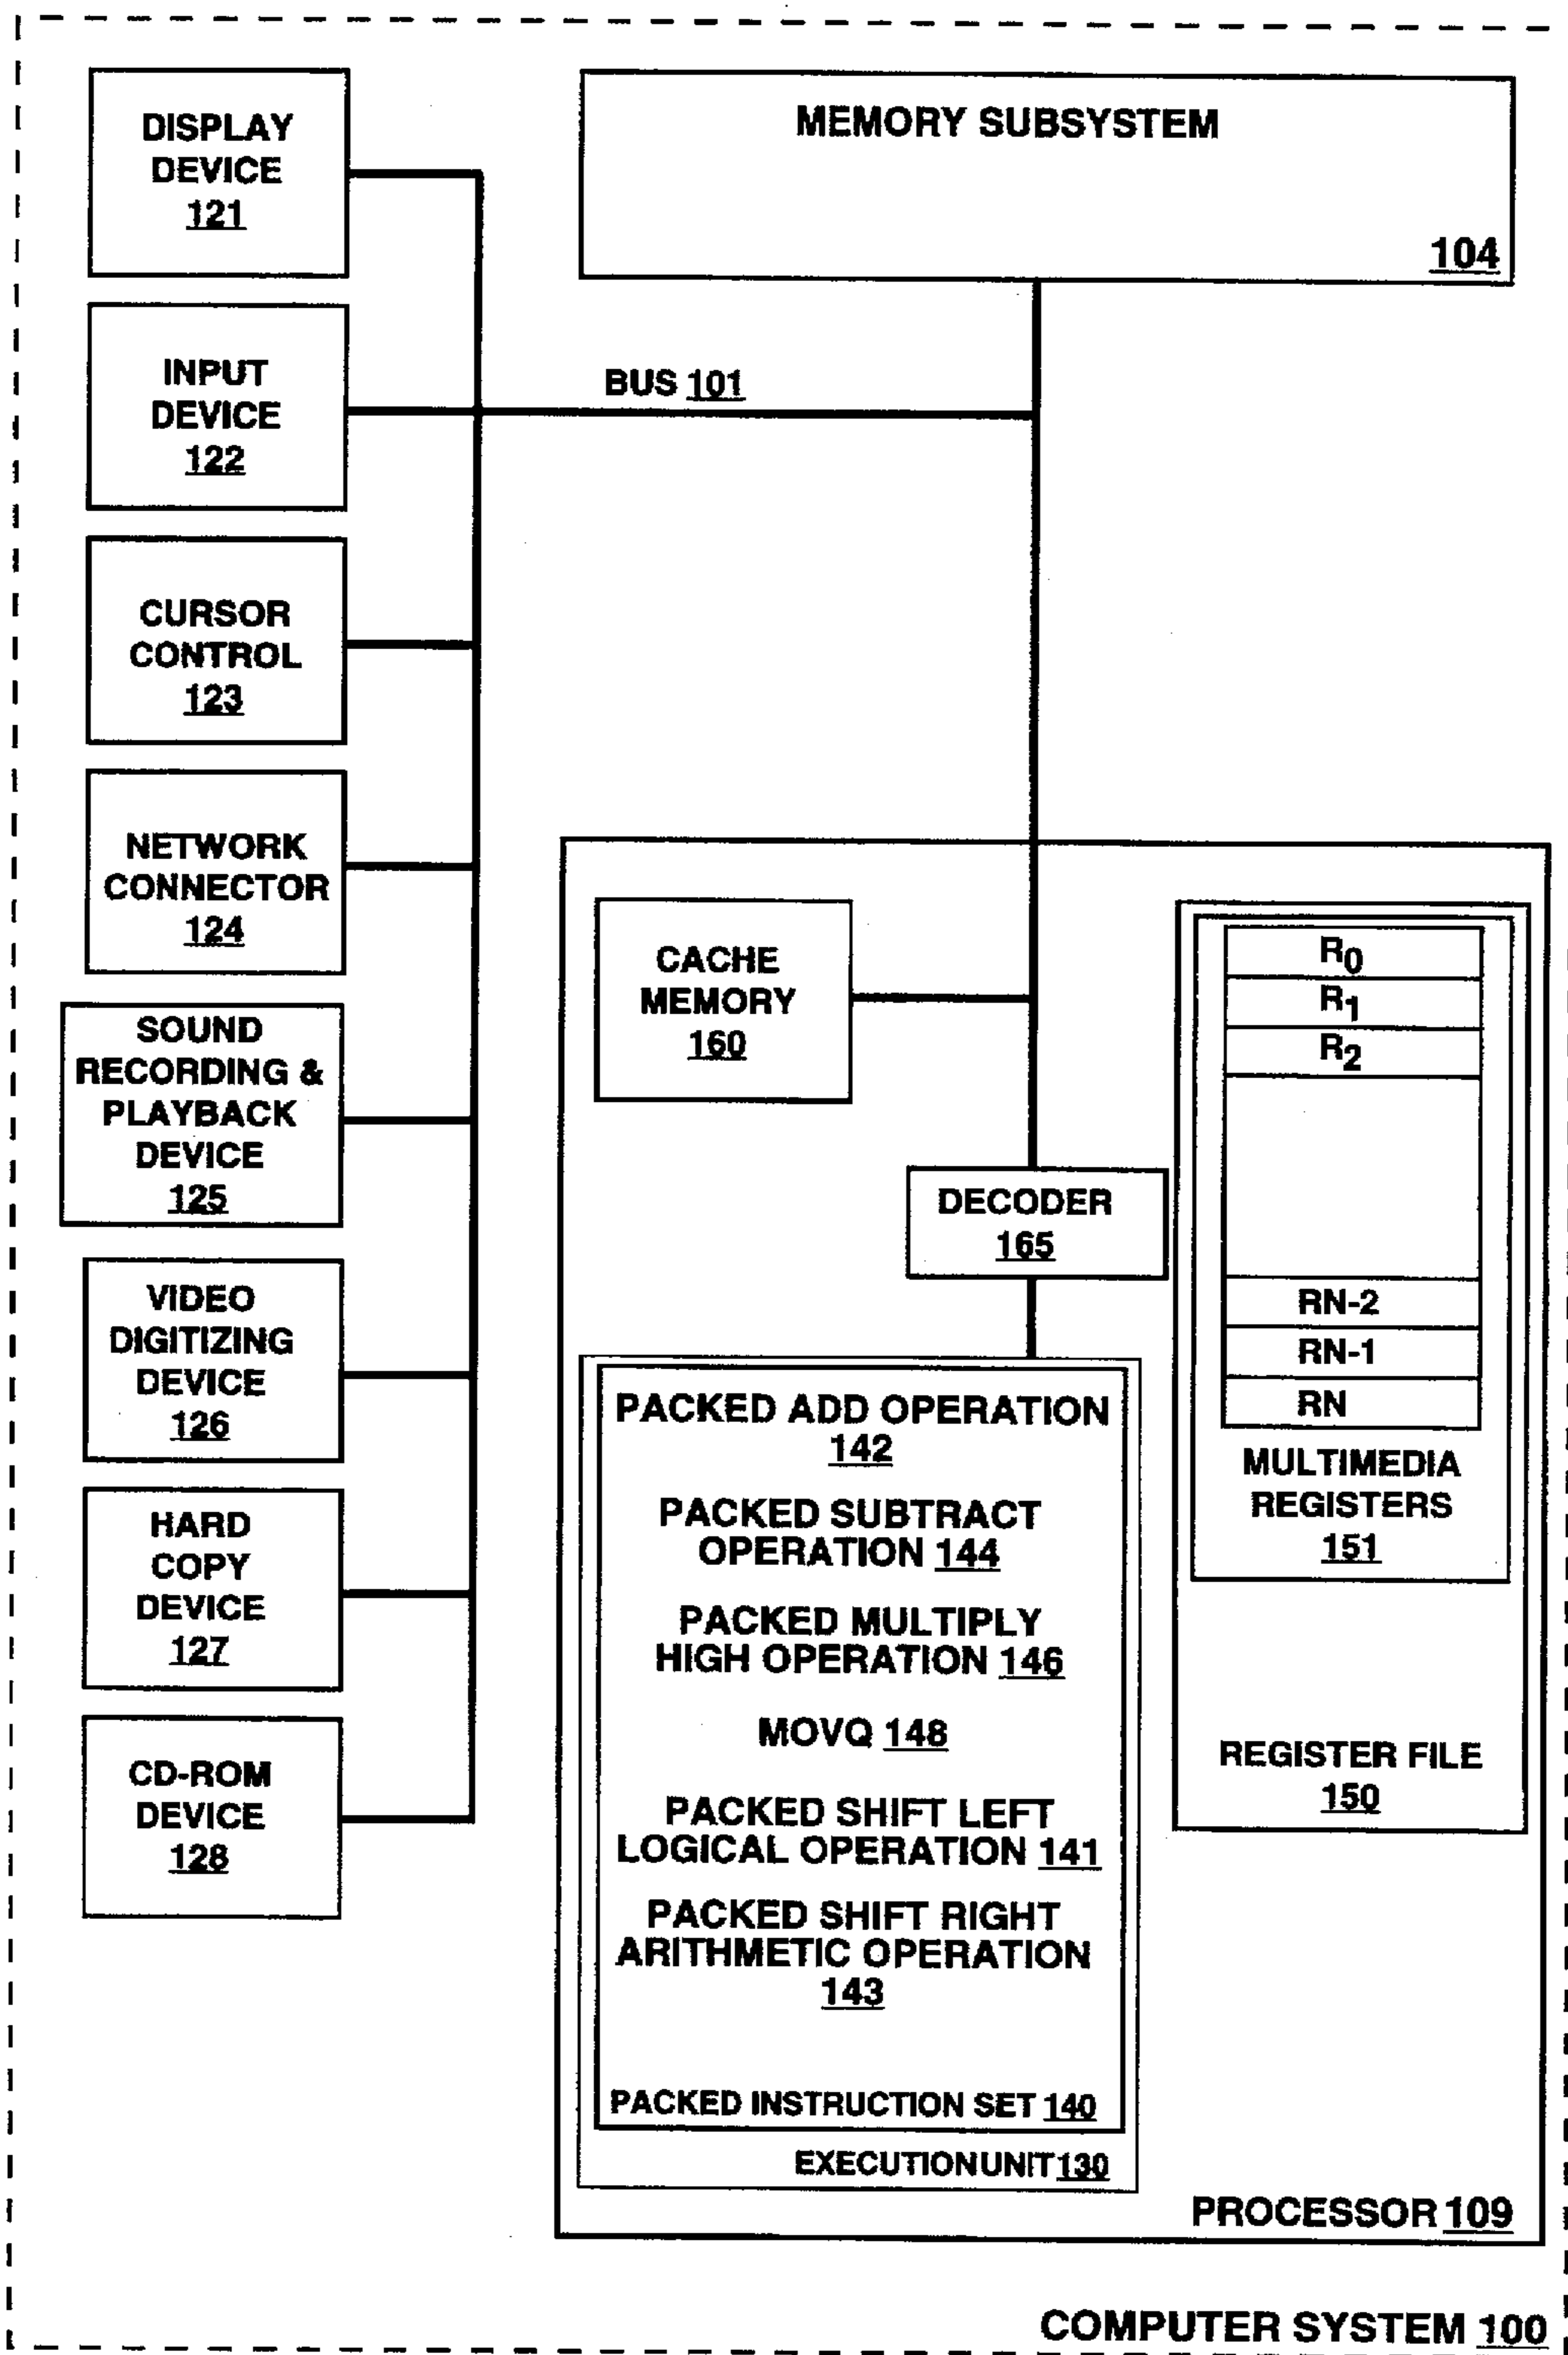 DISPLAY
DEVICE
121
MEMORY SUBSYSTEM
104
INPUT
DEVICE
122
BUS 101
CURSOR
CONTROL
123
NETWORK
CONNECTOR
124
SOUND
RECORDING &
PLAYBACK
DEVICE
125
VIDEO
DIGITIZING
DEVICE
126
HARD
COPY
DEVICE
127
CD-ROM
DEVICE
128
CACHE
MEMORY
160
DECODER
165
R0
R1
R2
RN-2
RN-1
RN
MULTIMEDIA
REGISTERS
151
REGISTER FILE
150
PACKED ADD OPERATION
142
PACKED SUBTRACT
OPERATION 144
PACKED MULTIPLY
HIGH OPERATION 146
MOVQ 148
PACKED SHIFT LEFT
LOGICAL OPERATION 141
PACKED SHIFT RIGHT
ARITHMETIC OPERATION
143
PACKED INSTRUCTION SET 140
EXECUTION UNIT 130
PROCESSOR 109
COMPUTER SYSTEM 100